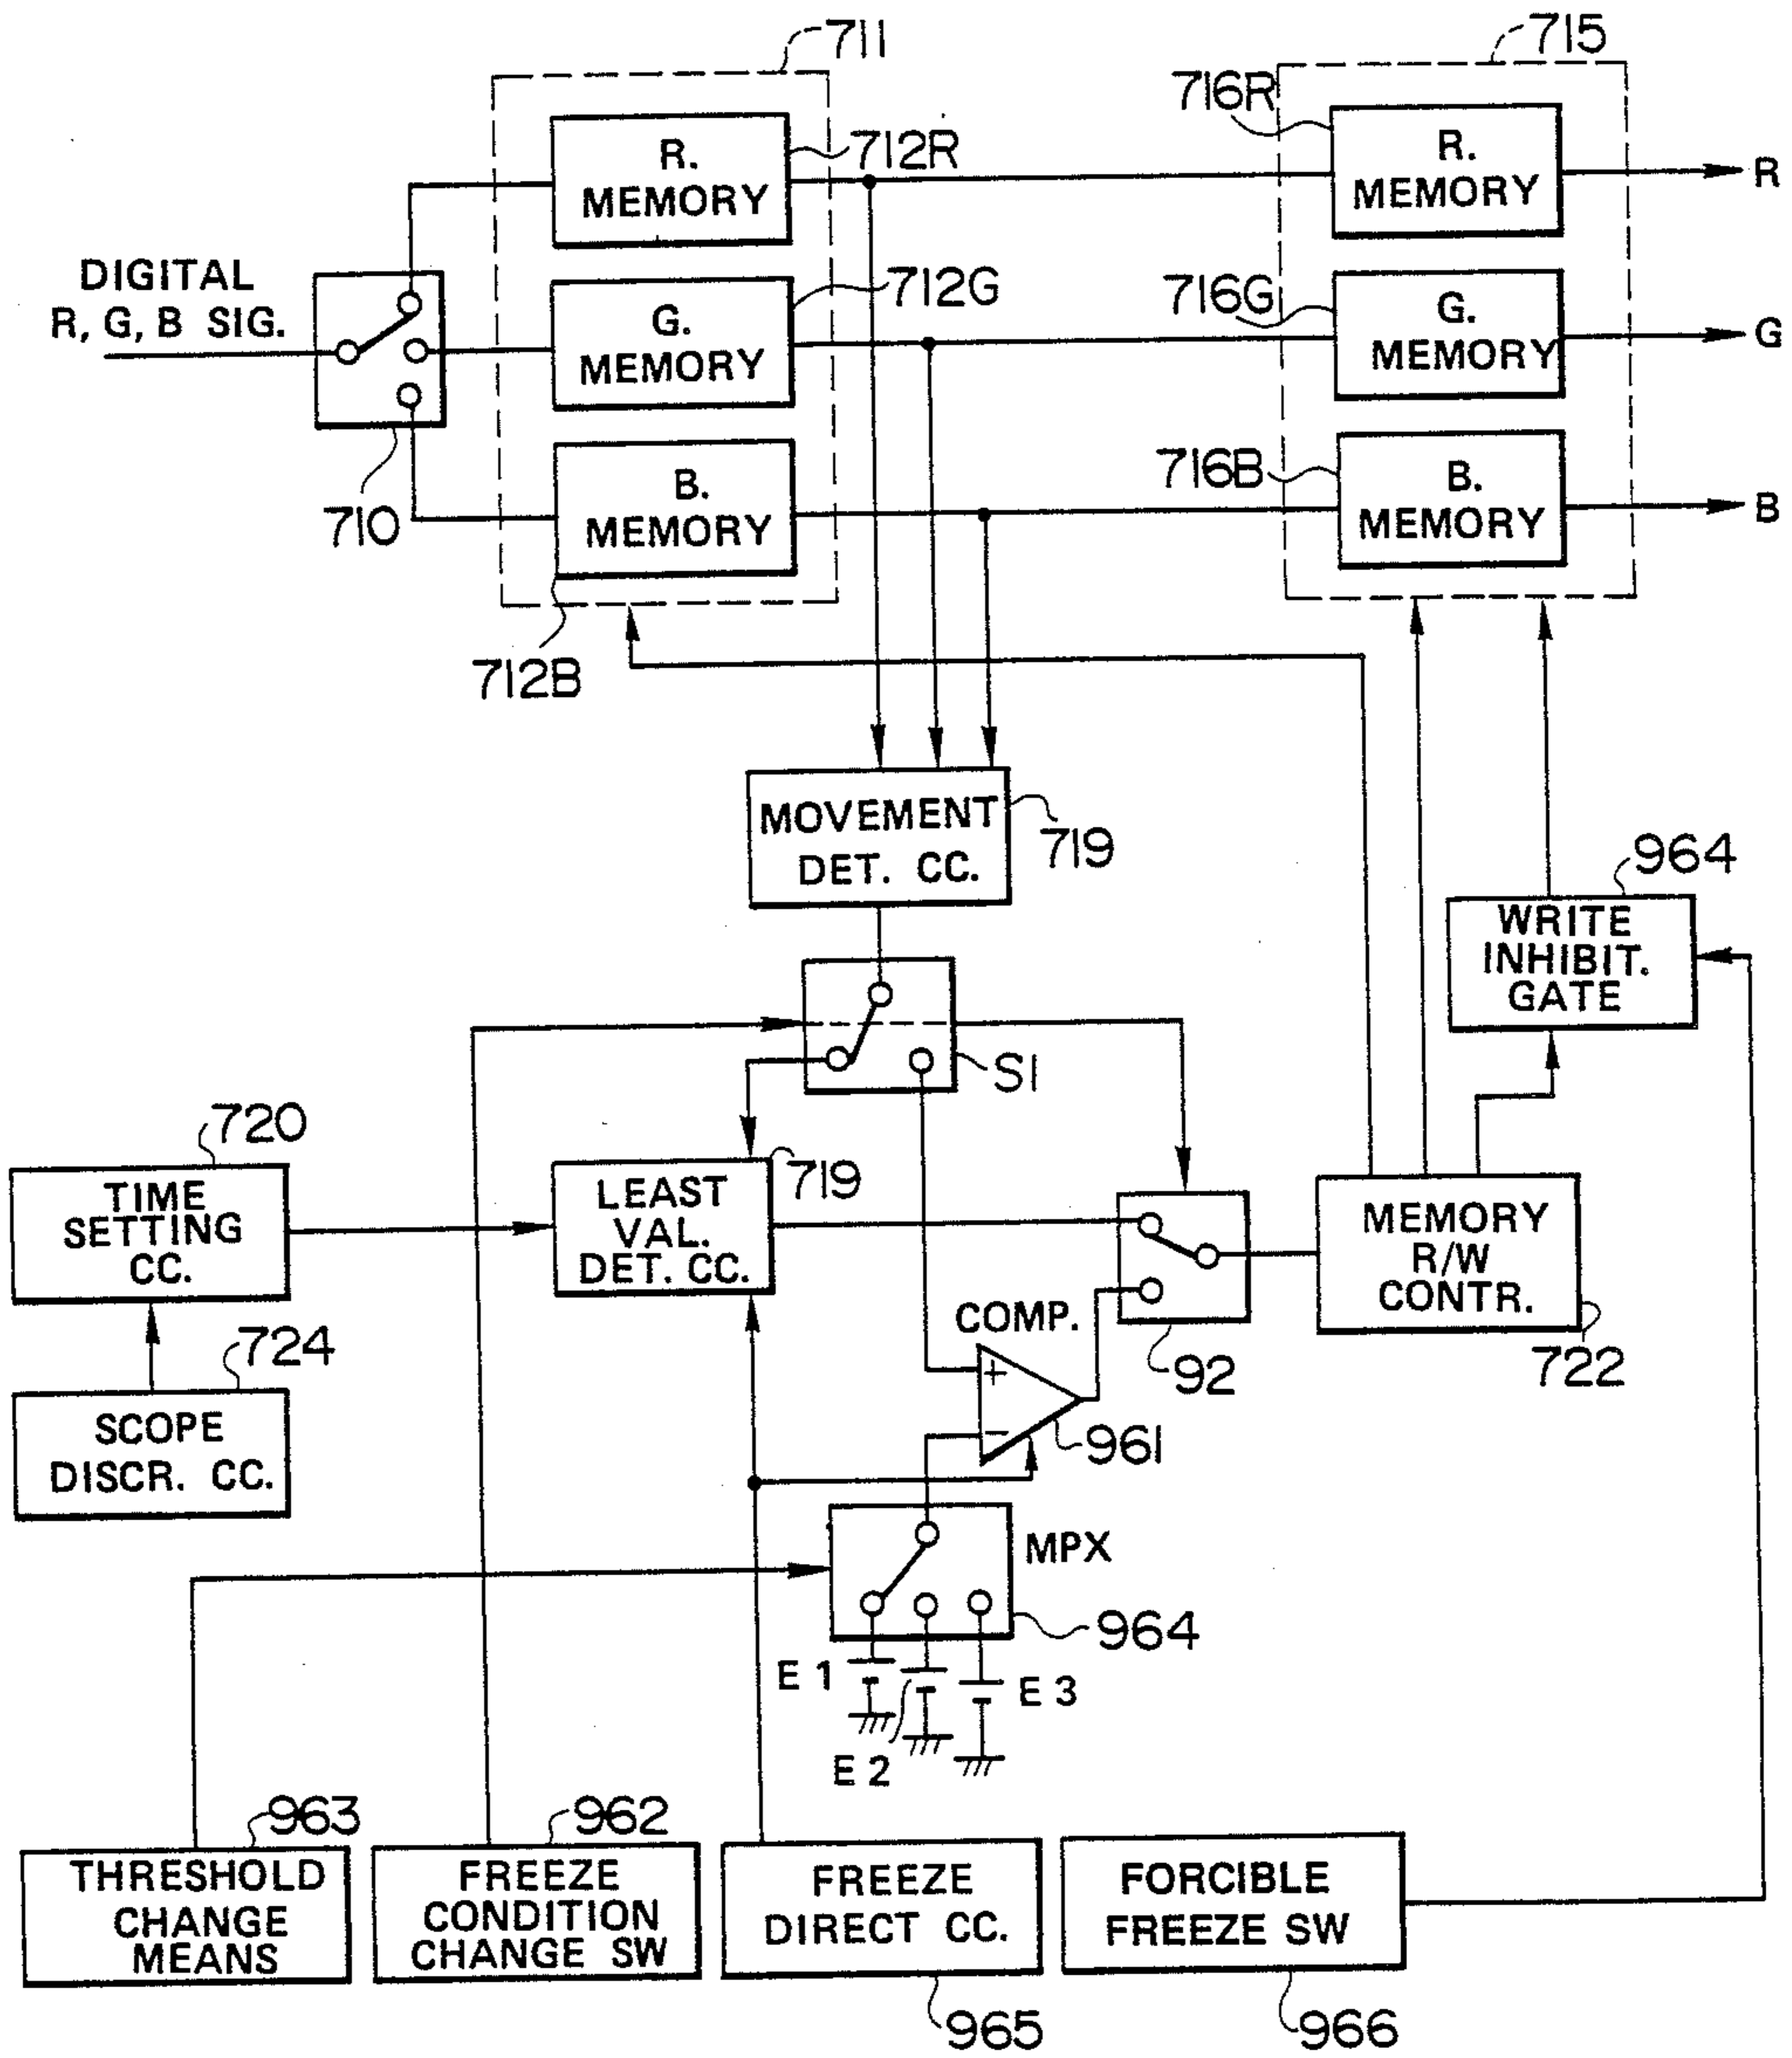 711
715
716R
R.
MEMORY
712R
R.
MEMORY
R
DIGITAL
R, G, B SIG.
712G
G.
MEMORY
716G
G.
MEMORY
G
710
B.
MEMORY
716B
B.
MEMORY
B
712B
MOVEMENT
DET. CC.
719
964
WRITE
INHIBIT.
GATE
S1
720
TIME
SETTING
CC.
719
LEAST
VAL.
DET. CC.
MEMORY
R/W
CONTR.
COMP.
+
−
92
722
724
SCOPE
DISCR. CC.
961
MPX
964
E 1
E 3
E 2
963
THRESHOLD
CHANGE
MEANS
962
FREEZE
CONDITION
CHANGE SW
FREEZE
DIRECT CC.
FORCIBLE
FREEZE SW
965
966